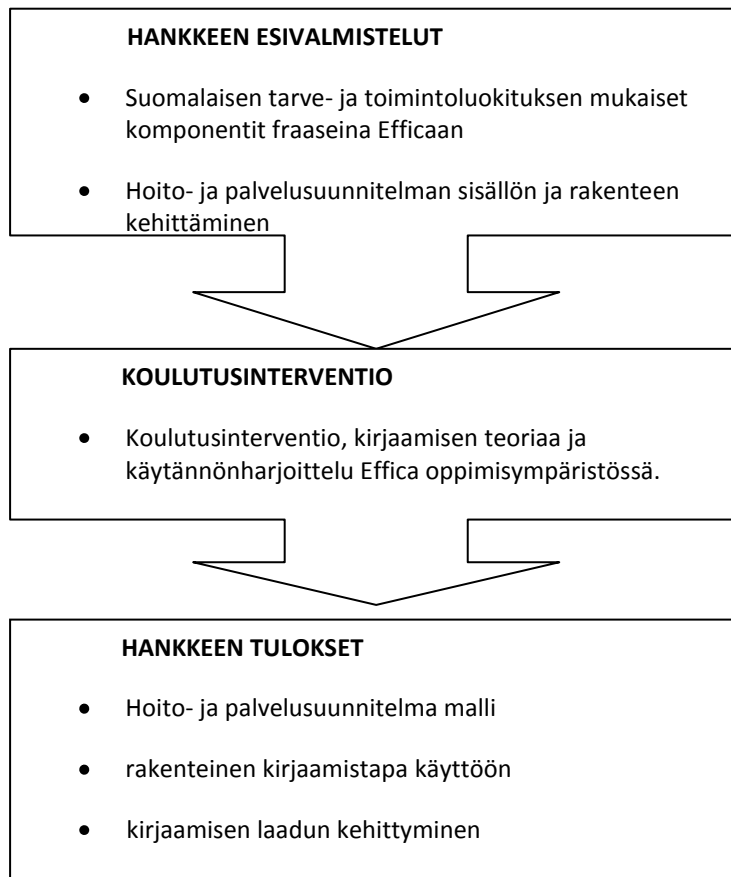 HANKKEEN ESIVALMISTELUT
• Suomalaisen tarve- ja toimintoluokituksen mukaiset
komponentit fraaseina Efficaan
• Hoito- ja palvelusuunnitelman sisällön ja rakenteen
kehittäminen
KOULUTUSINTERVENTIO
• Koulutusinterventio, kirjaamisen teoriaa ja
käytännönharjoittelu Effica oppimisympäristössä.
HANKKEEN TULOKSET
• Hoito- ja palvelusuunnitelma malli
• rakenteinen kirjaamistapa käyttöön
• kirjaamisen laadun kehittyminen